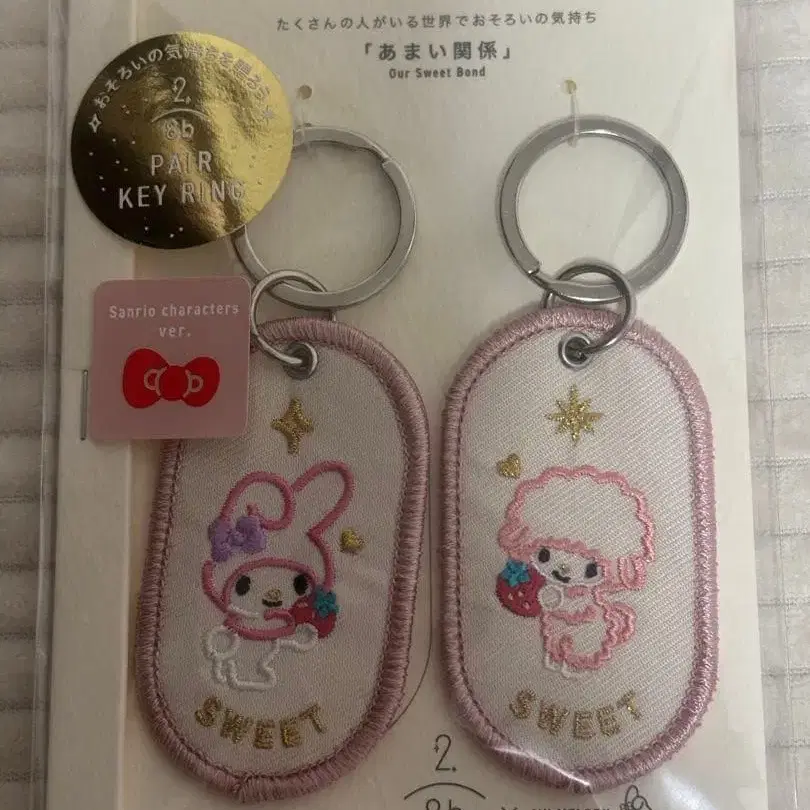 たくさんの人がいる世界でおそろいの気持ち
「あまい関係」
Our Sweet Bond
おそろいの気持ちを贈ろう
2.
8b
PAIR
KEY RING
Sanrio characters
ver.
SWEET
SWEET
2.
8b